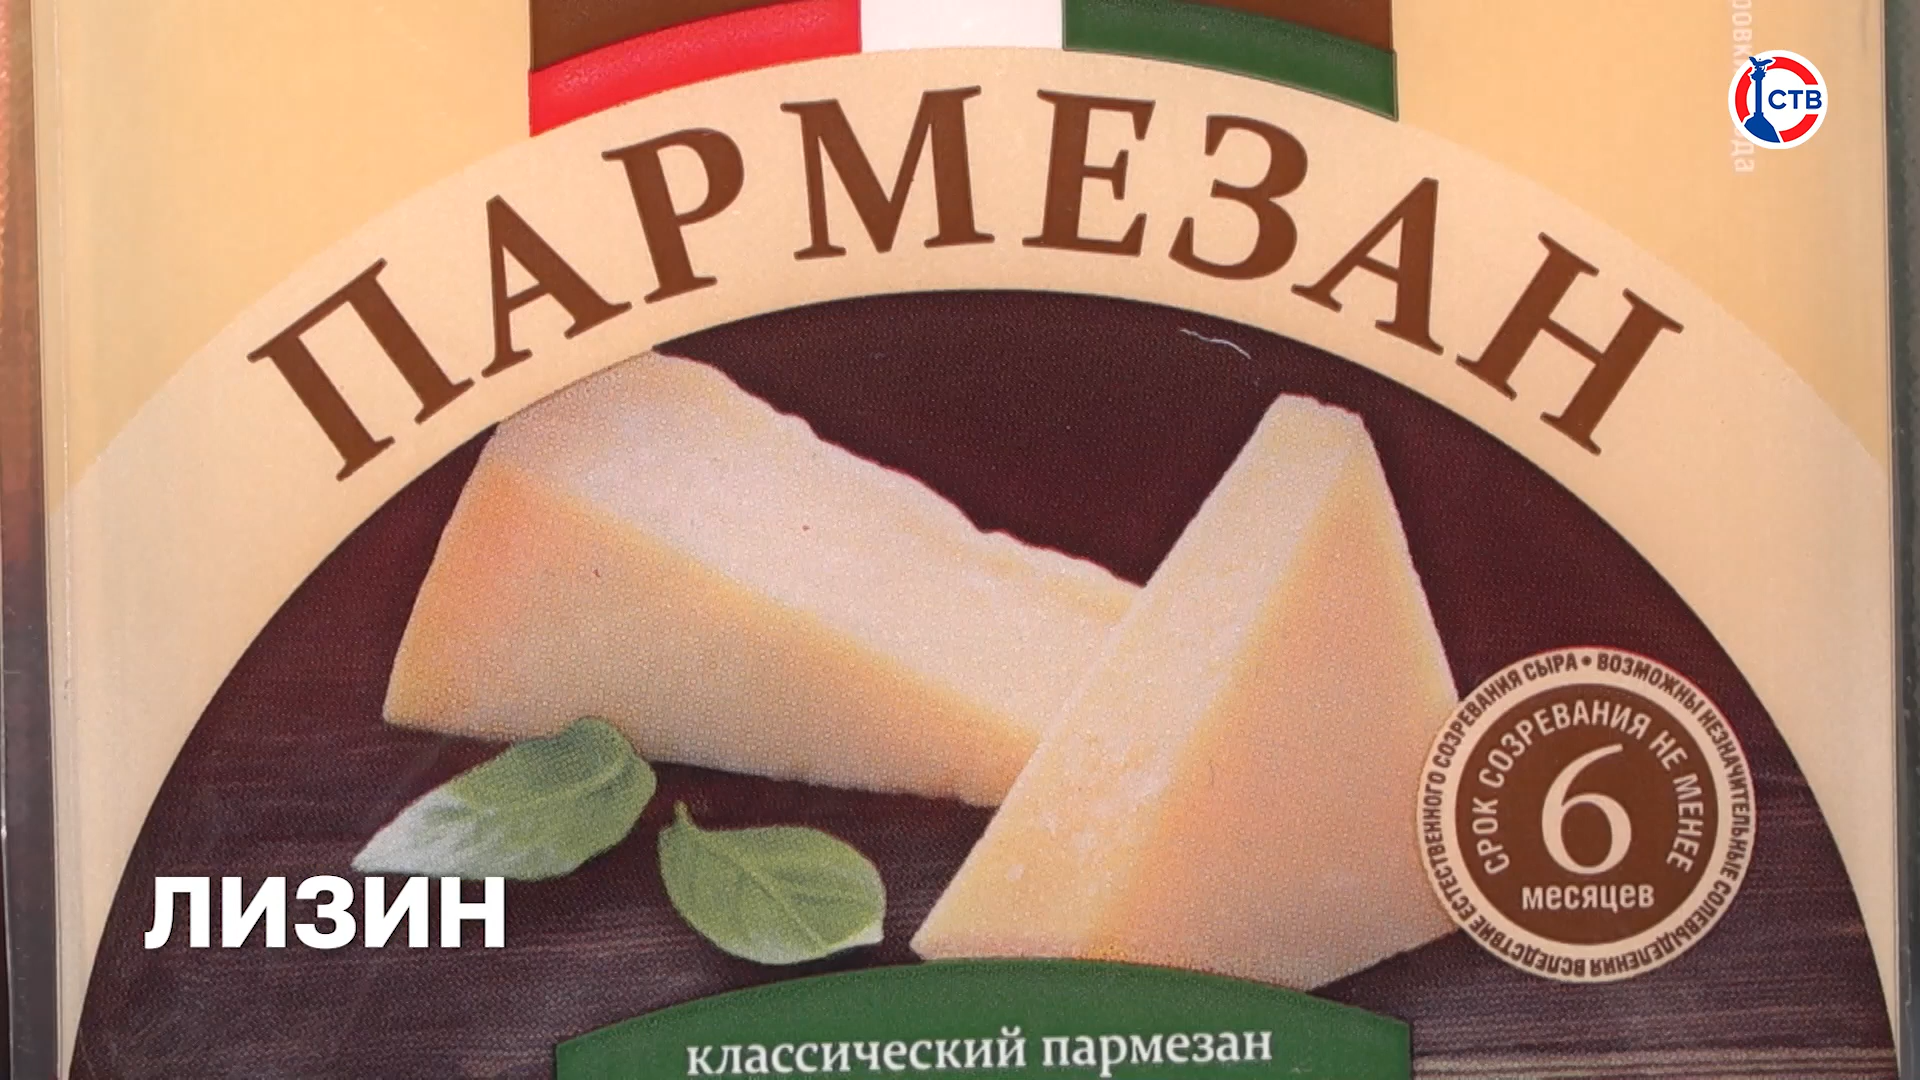 СТВ
ПАРМЕЗАН
ВСЛЕДСТВИЕ ЕСТЕСТВЕННОГО СОЗРЕВАНИЯ СЫРА • ВОЗМОЖНЫ НЕЗНАЧИТЕЛЬНЫЕ СОЛЕВЫДЕЛЕНИЯ
СРОК СОЗРЕВАНИЯ НЕ МЕНЕЕ
6
месяцев
ЛИЗИН
классический пармезан